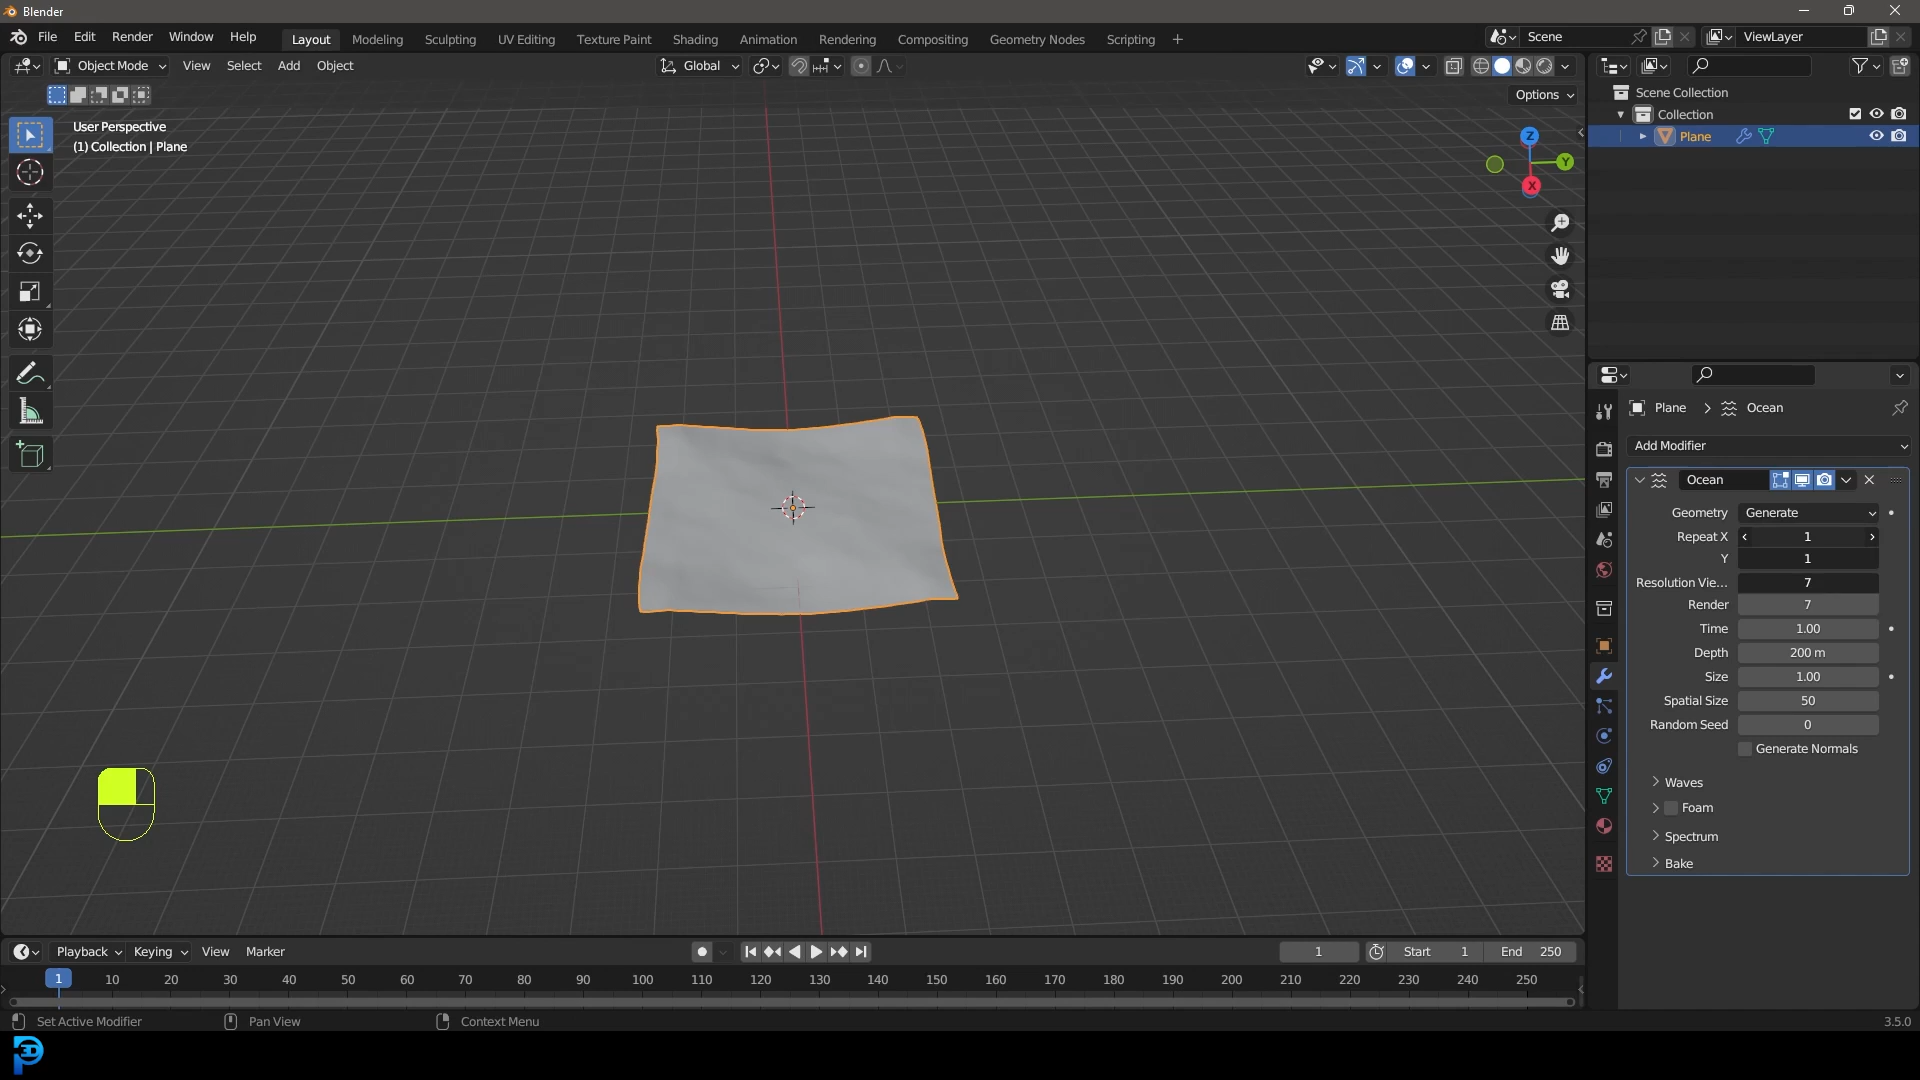 Blender
File Edit Render Window Help Layout Modeling Sculpting UV Editing Texture Paint Shading Animation Rendering Compositing Geometry Nodes Scripting + Scene ViewLayer
Object Mode View Select Add Object Global
Options
User Perspective
(1) Collection | Plane
Z
Y
X
Scene Collection
Collection
Plane
Plane > Ocean
Add Modifier
Ocean
Geometry Generate
Repeat X 1
Y 1
Resolution Vie... 7
Render 7
Time 1.00
Depth 200 m
Size 1.00
Spatial Size 50
Random Seed 0
Generate Normals
Waves
Foam
Spectrum
Bake
Playback Keying View Marker 1 Start 1 End 250
1 10 20 30 40 50 60 70 80 90 100 110 120 130 140 150 160 170 180 190 200 210 220 230 240 250
Set Active Modifier Pan View Context Menu 3.5.0
P3D